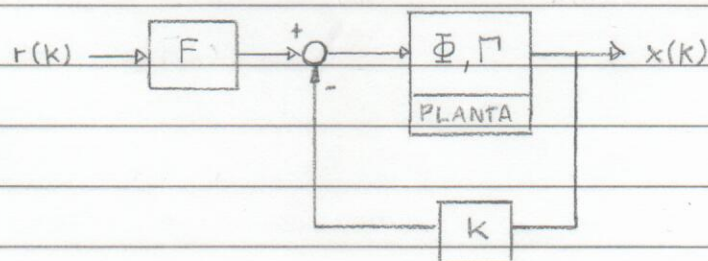 r(k) F + Φ, Γ x(k)
-
PLANTA
K